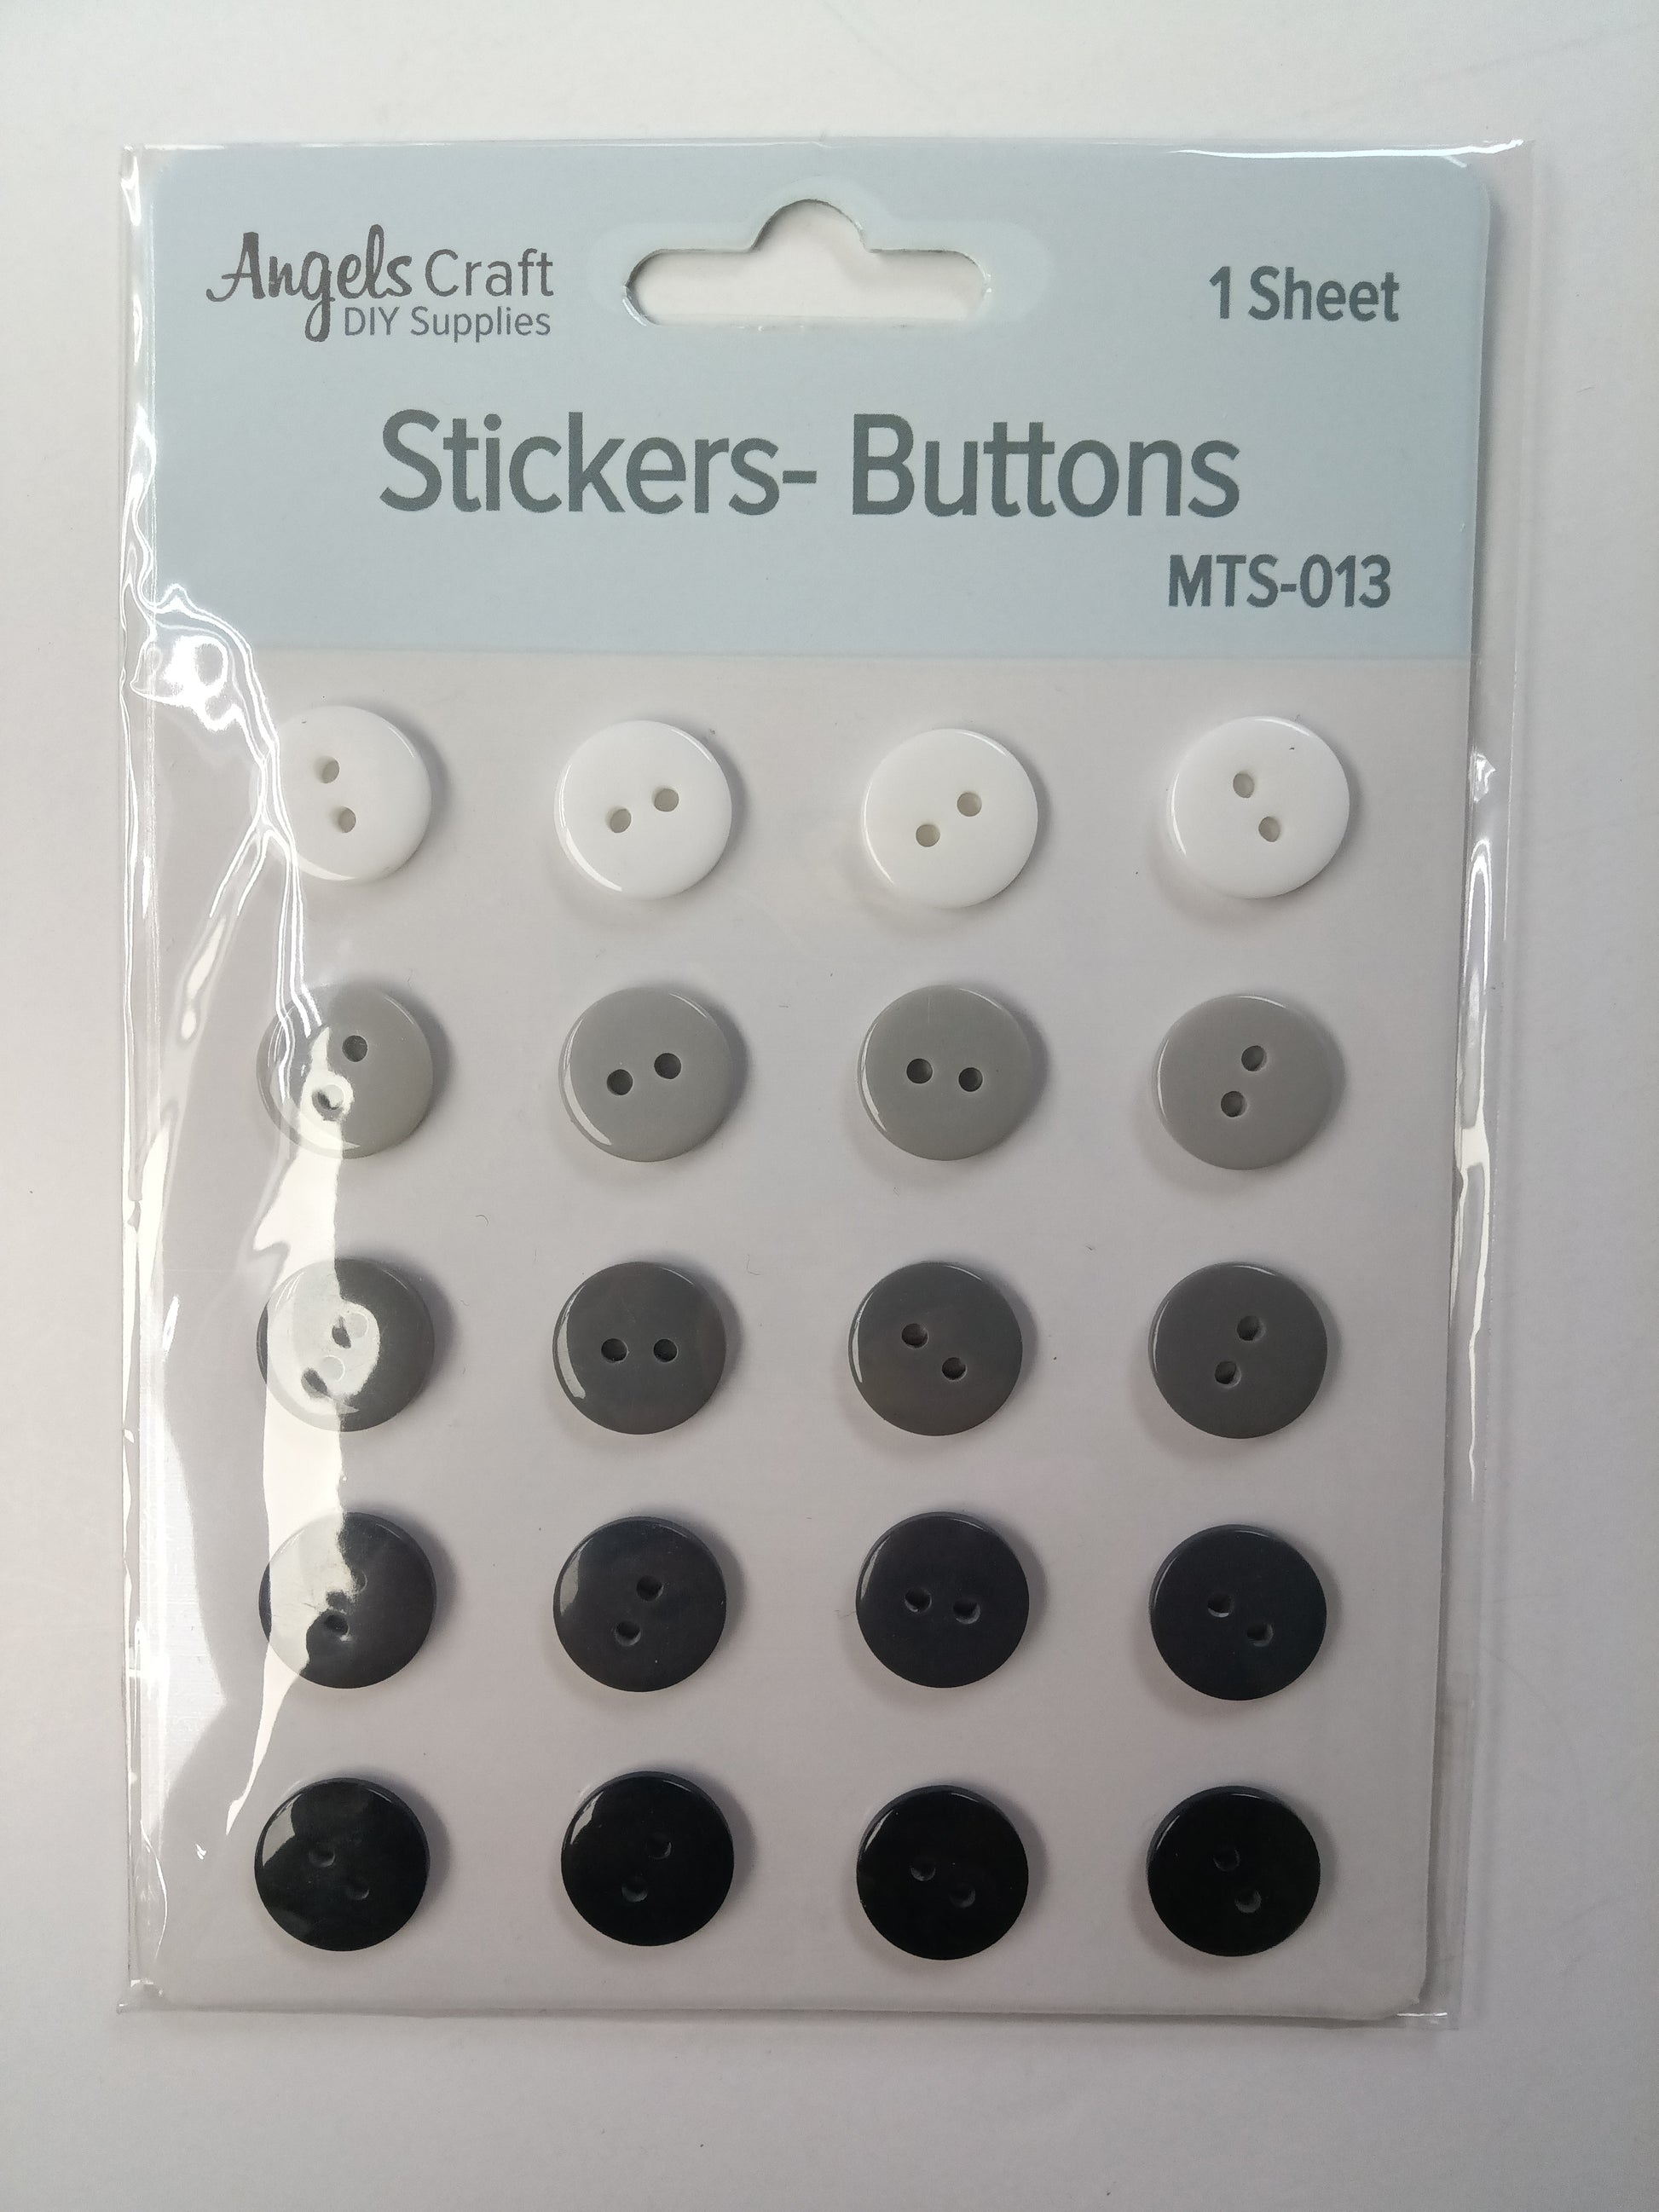 Angels Craft
DIY Supplies
1 Sheet
Stickers- Buttons
MTS-013